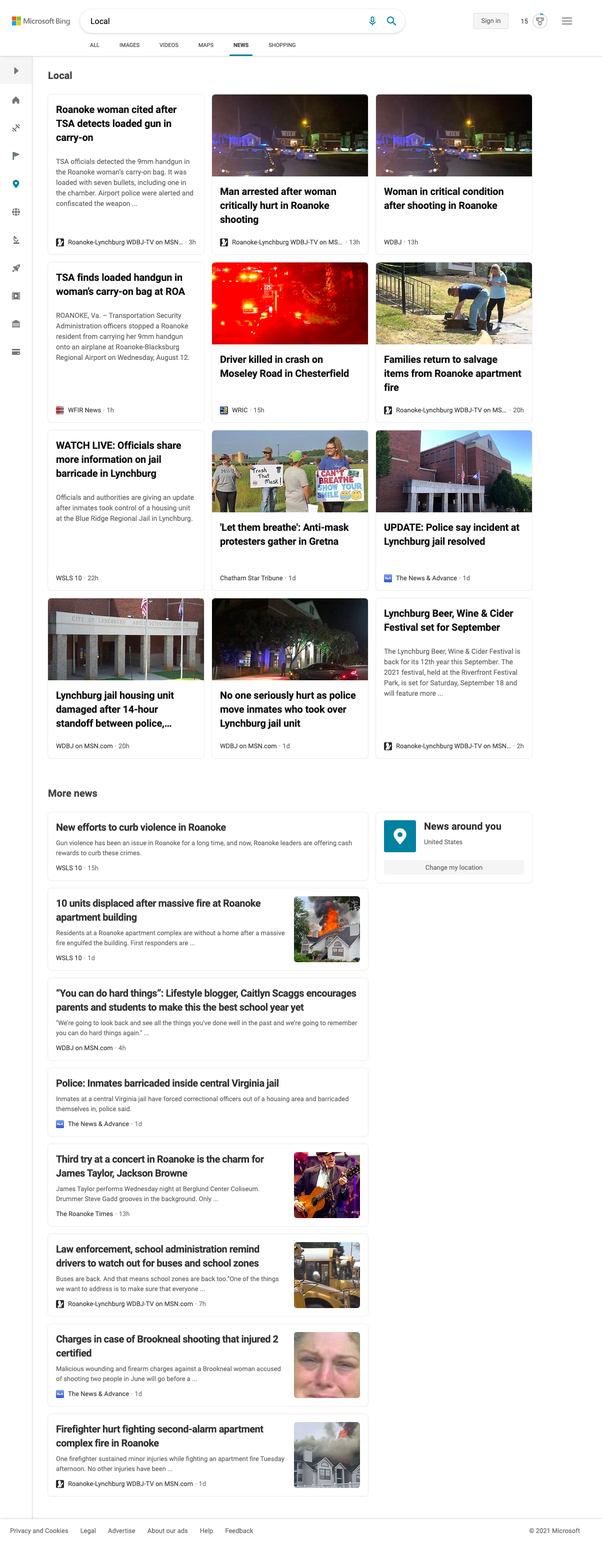 Microsoft Bing
Local
Sign in
15
ALL
IMAGES
VIDEOS
MAPS
NEWS
SHOPPING
Local
Roanoke woman cited after
TSA detects loaded gun in
carry-on
TSA officials detected the 9mm handgun in
the Roanoke woman's carry-on bag. It was
loaded with seven bullets, including one in
the chamber. Airport police were alerted and
confiscated the weapon ...
Roanoke-Lynchburg WDBJ-TV on MSN… · 3h
Man arrested after woman
critically hurt in Roanoke
shooting
Roanoke-Lynchburg WDBJ-TV on MS… · 13h
Woman in critical condition
after shooting in Roanoke
WDBJ · 13h
TSA finds loaded handgun in
woman's carry-on bag at ROA
ROANOKE, Va. – Transportation Security
Administration officers stopped a Roanoke
resident from carrying her 9mm handgun
onto an airplane at Roanoke-Blacksburg
Regional Airport on Wednesday, August 12.
WFIR News · 1h
Driver killed in crash on
Moseley Road in Chesterfield
WRIC · 15h
Families return to salvage
items from Roanoke apartment
fire
Roanoke-Lynchburg WDBJ-TV on MS… · 20h
WATCH LIVE: Officials share
more information on jail
barricade in Lynchburg
Officials and authorities are giving an update
after inmates took control of a housing unit
at the Blue Ridge Regional Jail in Lynchburg.
WSLS 10 · 22h
Trash
That
Mask!
CAN'T
BREATHE
SHOW YOUR
SMILE
'Let them breathe': Anti-mask
protesters gather in Gretna
Chatham Star Tribune · 1d
UPDATE: Police say incident at
Lynchburg jail resolved
The News & Advance · 1d
CITY OF LYNCHBURG
Lynchburg jail housing unit
damaged after 14-hour
standoff between police,…
WDBJ on MSN.com · 20h
No one seriously hurt as police
move inmates who took over
Lynchburg jail unit
WDBJ on MSN.com · 1d
Lynchburg Beer, Wine & Cider
Festival set for September
The Lynchburg Beer, Wine & Cider Festival is
back for its 12th year this September. The
2021 festival, held at the Riverfront Festival
Park, is set for Saturday, September 18 and
will feature more ...
Roanoke-Lynchburg WDBJ-TV on MSN… · 2h
More news
New efforts to curb violence in Roanoke
Gun violence has been an issue in Roanoke for a long time, and now, Roanoke leaders are offering cash
rewards to curb these crimes.
WSLS 10 · 15h
News around you
United States
Change my location
10 units displaced after massive fire at Roanoke
apartment building
Residents at a Roanoke apartment complex are without a home after a massive
fire engulfed the building. First responders are ...
WSLS 10 · 1d
“You can do hard things”: Lifestyle blogger, Caitlyn Scaggs encourages
parents and students to make this the best school year yet
“We're going to look back and see all the things you've done well in the past and we're going to remember
you can do hard things again.” ...
WDBJ on MSN.com · 4h
Police: Inmates barricaded inside central Virginia jail
Inmates at a central Virginia jail have forced correctional officers out of a housing area and barricaded
themselves in, police said.
The News & Advance · 1d
Third try at a concert in Roanoke is the charm for
James Taylor, Jackson Browne
James Taylor performs Wednesday night at Berglund Center Coliseum.
Drummer Steve Gadd grooves in the background. Only ...
The Roanoke Times · 13h
Law enforcement, school administration remind
drivers to watch out for buses and school zones
Buses are back. And that means school zones are back too.“One of the things
we want to address is to make sure that everyone ...
Roanoke-Lynchburg WDBJ-TV on MSN.com · 7h
Charges in case of Brookneal shooting that injured 2
certified
Malicious wounding and firearm charges against a Brookneal woman accused
of shooting two people in June will go before a ...
The News & Advance · 1d
Firefighter hurt fighting second-alarm apartment
complex fire in Roanoke
One firefighter sustained minor injuries while fighting an apartment fire Tuesday
afternoon. No other injuries have been ...
Roanoke-Lynchburg WDBJ-TV on MSN.com · 1d
Privacy and Cookies
Legal
Advertise
About our ads
Help
Feedback
© 2021 Microsoft